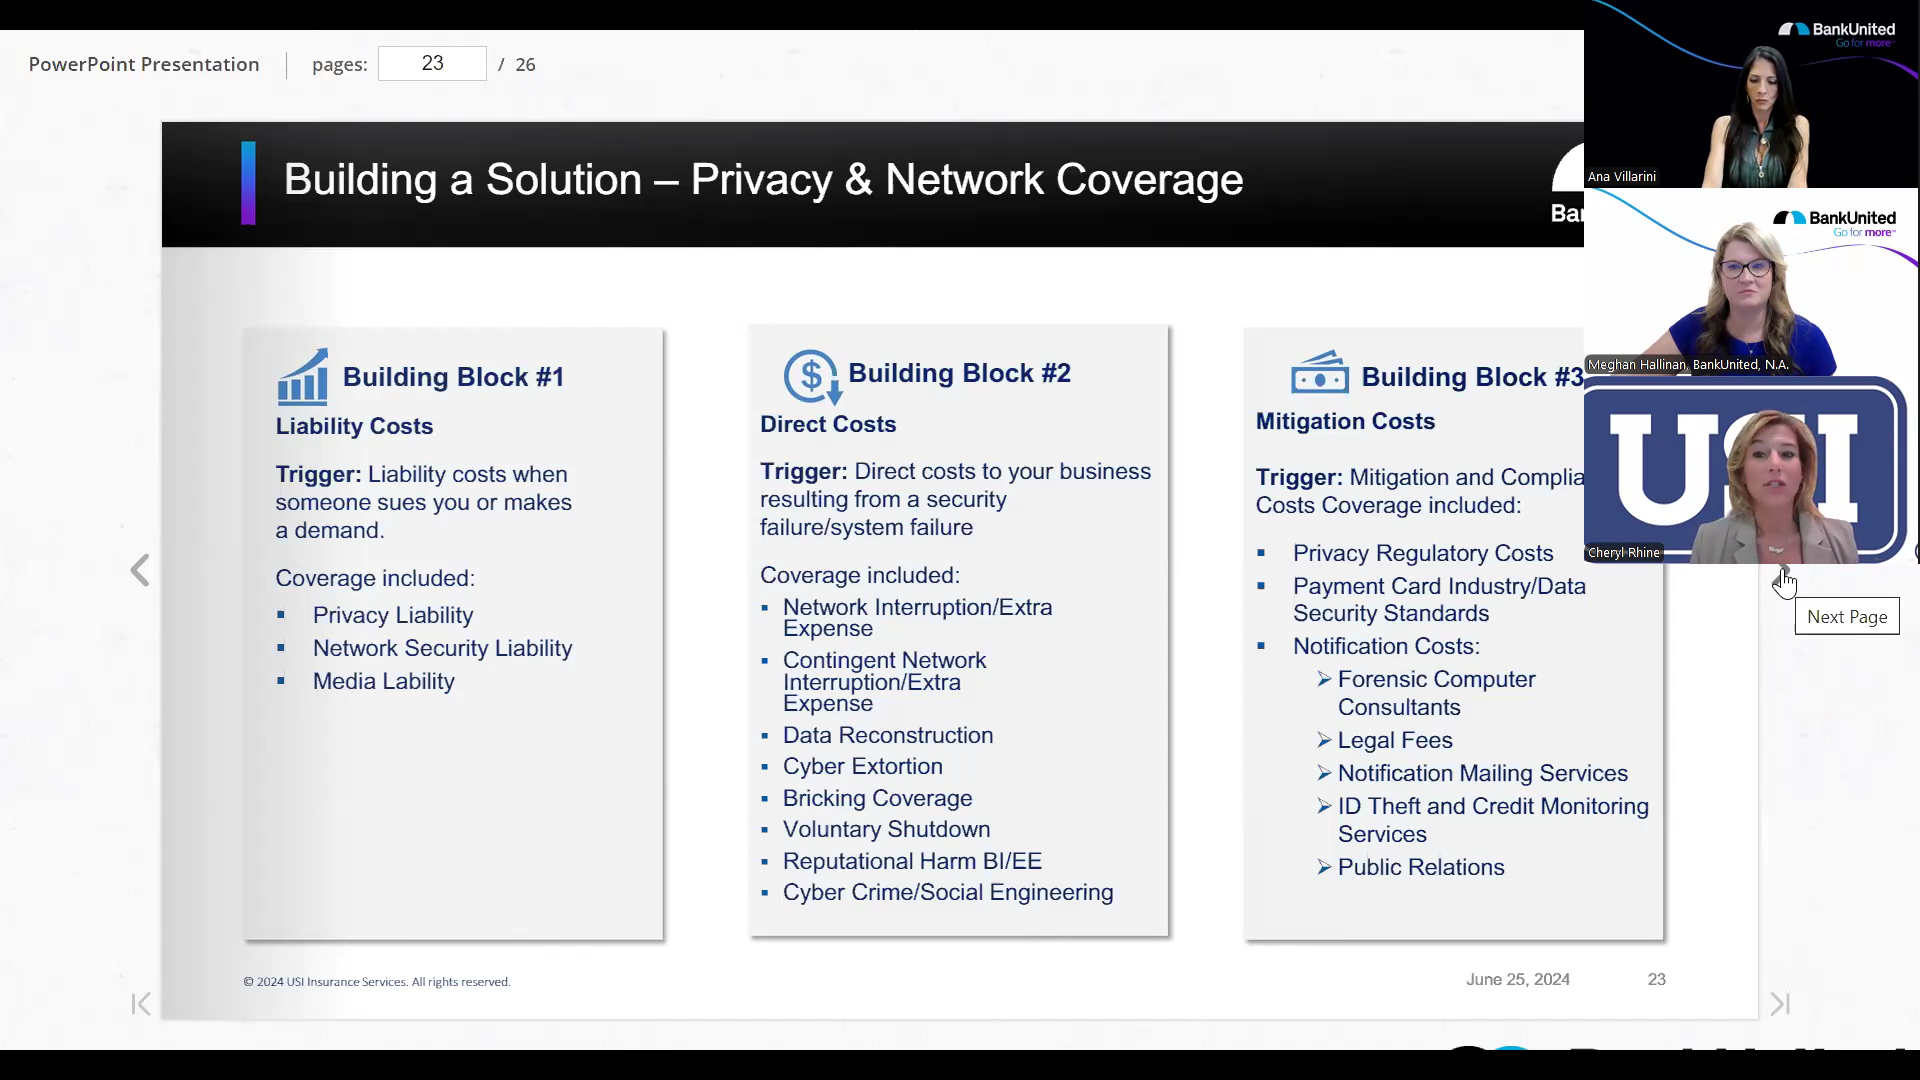 PowerPoint Presentation
pages: 23 / 26
Building a Solution – Privacy & Network Coverage
Building Block #1
Liability Costs
Trigger: Liability costs when
someone sues you or makes
a demand.
Coverage included:
▪ Privacy Liability
▪ Network Security Liability
▪ Media Lability
Building Block #2
Direct Costs
Trigger: Direct costs to your business
resulting from a security
failure/system failure
Coverage included:
▪ Network Interruption/Extra
Expense
▪ Contingent Network
Interruption/Extra
Expense
▪ Data Reconstruction
▪ Cyber Extortion
▪ Bricking Coverage
▪ Voluntary Shutdown
▪ Reputational Harm BI/EE
▪ Cyber Crime/Social Engineering
Building Block #3
Mitigation Costs
Trigger: Mitigation and Complia
Costs Coverage included:
▪ Privacy Regulatory Costs
▪ Payment Card Industry/Data
Security Standards
▪ Notification Costs:
➢ Forensic Computer
Consultants
➢ Legal Fees
➢ Notification Mailing Services
➢ ID Theft and Credit Monitoring
Services
➢ Public Relations
© 2024 USI Insurance Services. All rights reserved.
June 25, 2024
23
Ba
BankUnited
Go for more™
Ana Villarini
BankUnited
Go for more™
Meghan Hallinan, BankUnited, N.A.
USI
Cheryl Rhine
Next Page